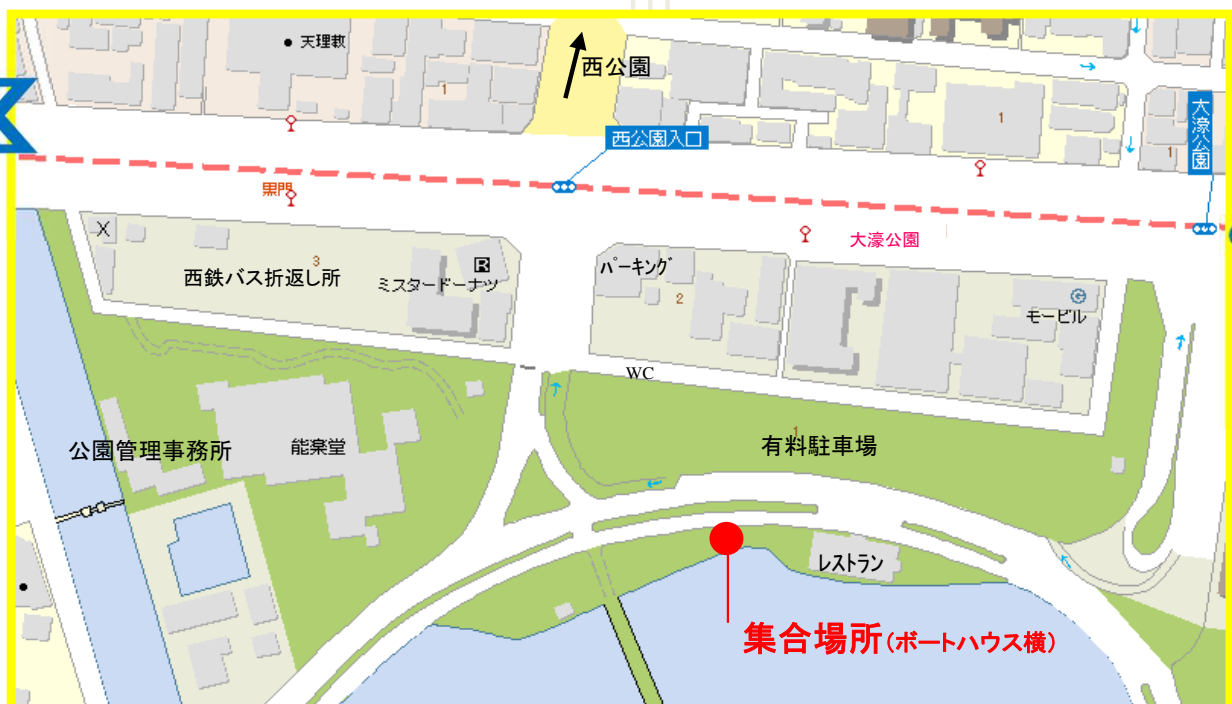 天理教
西公園
1
1
大濠公園
西公園入口
1
黒門
大濠公園
X
3
西鉄バス折返し所
R
ミスタードーナツ
パーキング
2
G
モービル
WC
公園管理事務所
能楽堂
1
有料駐車場
レストラン
集合場所(ボートハウス横)